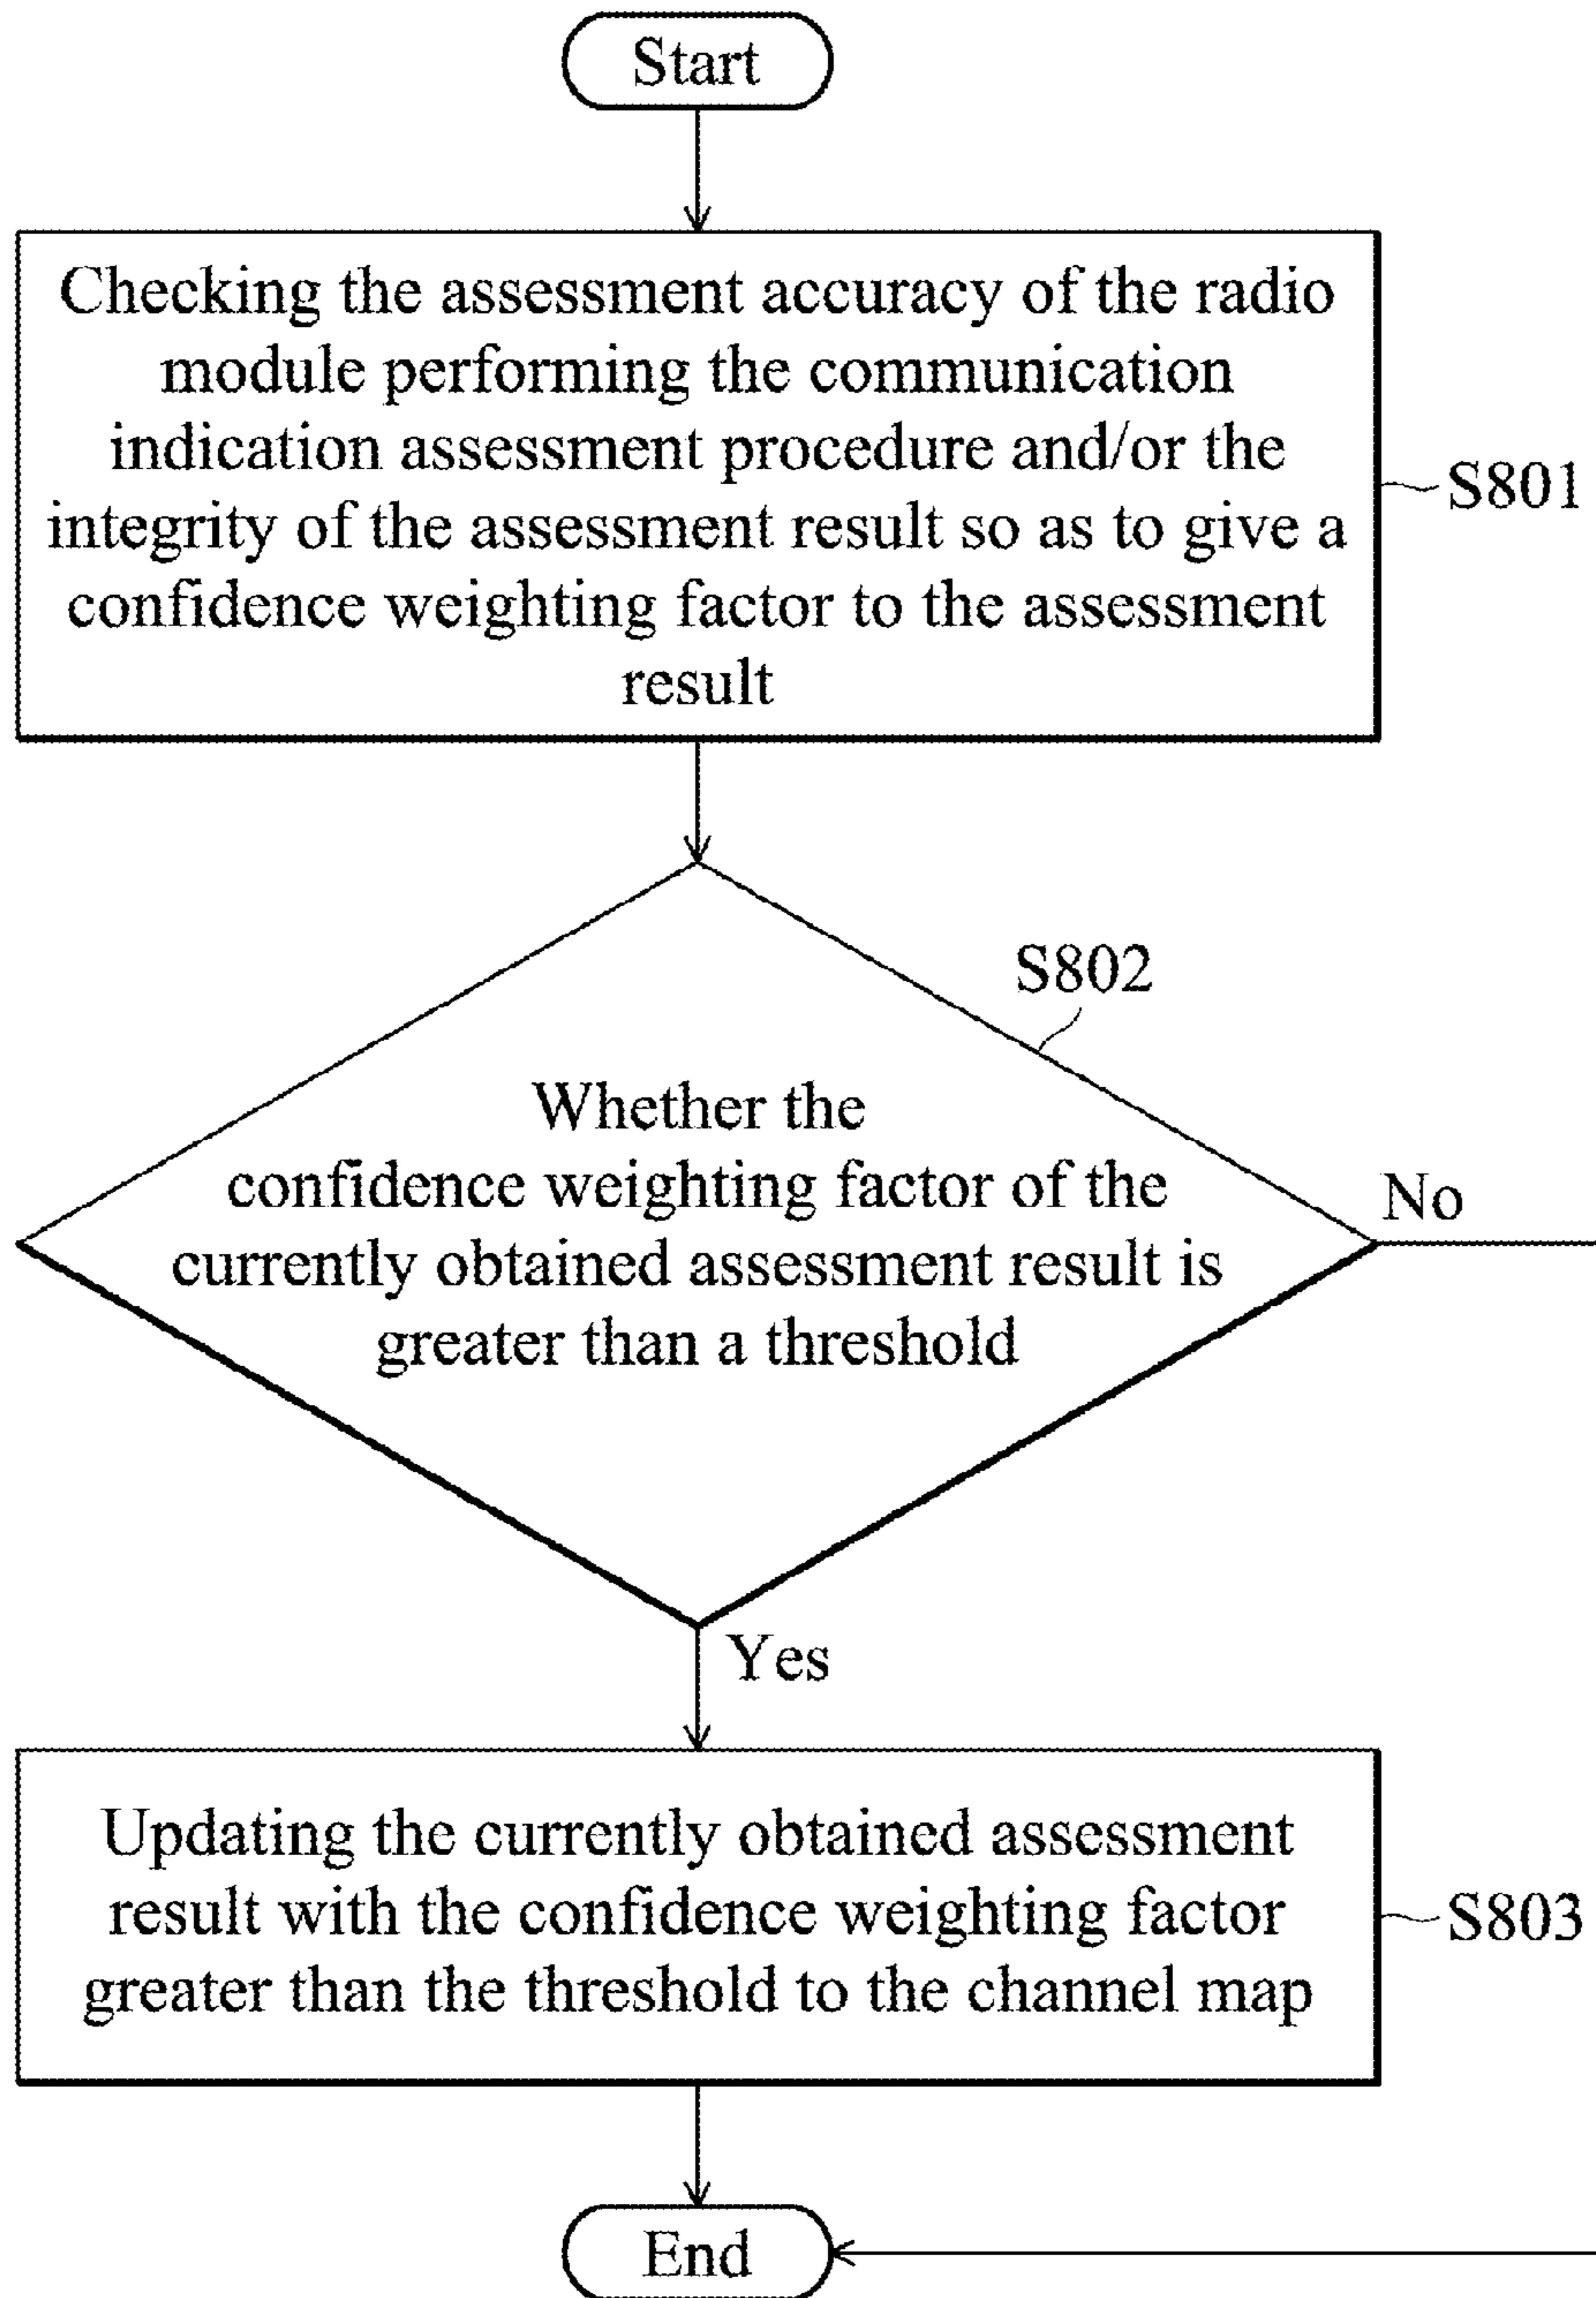 Start
Checking the assessment accuracy of the radio
module performing the communication
indication assessment procedure and/or the
integrity of the assessment result so as to give a
confidence weighting factor to the assessment
result
S801
S802
Whether the
confidence weighting factor of the
currently obtained assessment result is
greater than a threshold
No
Yes
Updating the currently obtained assessment
result with the confidence weighting factor
greater than the threshold to the channel map
S803
End